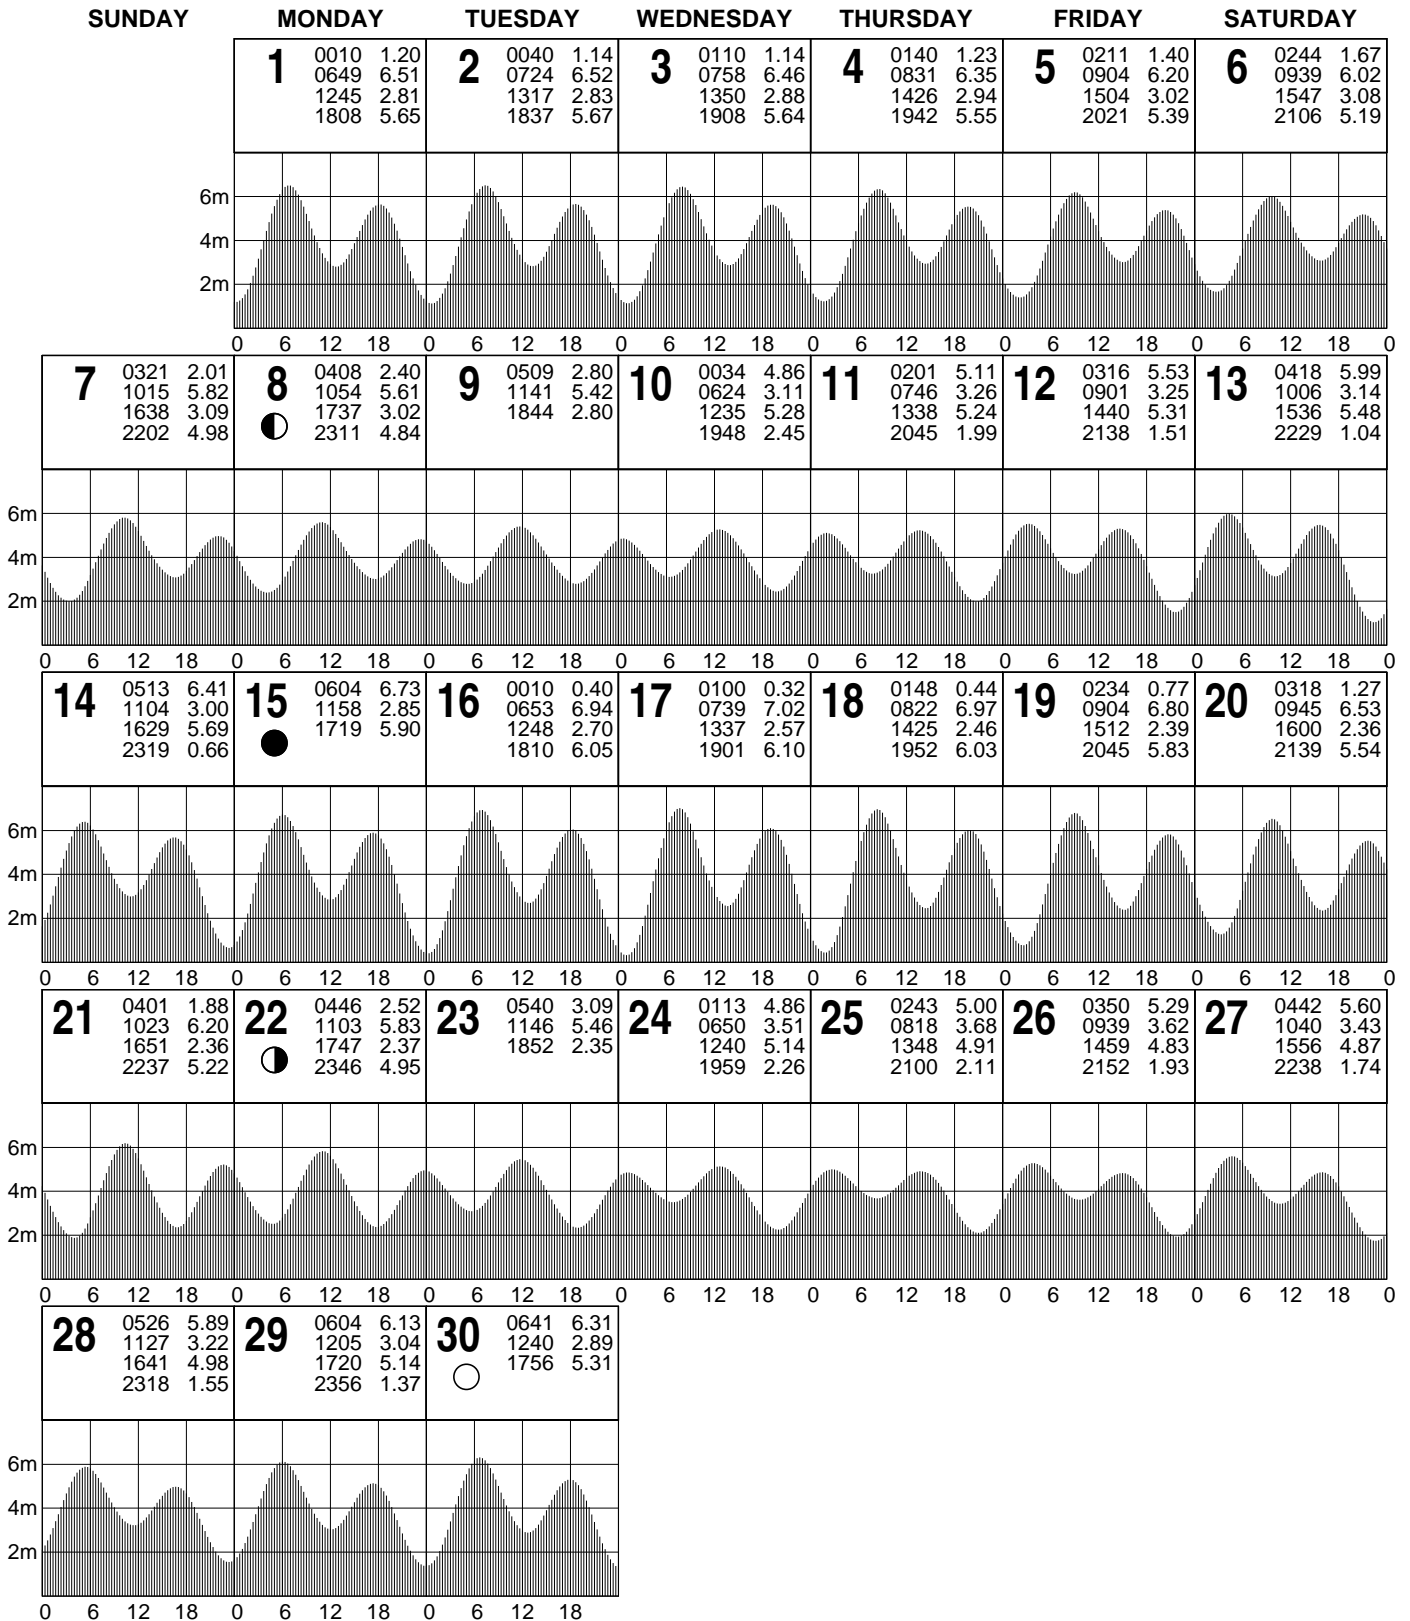 SUNDAY MONDAY TUESDAY WEDNESDAY THURSDAY FRIDAY SATURDAY
1 0010 1.20 2 0040 1.14 3 0110 1.14 4 0140 1.23 5 0211 1.40 6 0244 1.67
0649 6.51 0724 6.52 0758 6.46 0831 6.35 0904 6.20 0939 6.02
1245 2.81 1317 2.83 1350 2.88 1426 2.94 1504 3.02 1547 3.08
1808 5.65 1837 5.67 1908 5.64 1942 5.55 2021 5.39 2106 5.19
6m
4m
2m
0 6 12 18 0 6 12 18 0 6 12 18 0 6 12 18 0 6 12 18 0 6 12 18 0
7 0321 2.01 8 0408 2.40 9 0509 2.80 10 0034 4.86 11 0201 5.11 12 0316 5.53 13 0418 5.99
1015 5.82 1054 5.61 1141 5.42 0624 3.11 0746 3.26 0901 3.25 1006 3.14
1638 3.09 1737 3.02 1844 2.80 1235 5.28 1338 5.24 1440 5.31 1536 5.48
2202 4.98 2311 4.84 1948 2.45 2045 1.99 2138 1.51 2229 1.04
6m
4m
2m
0 6 12 18 0 6 12 18 0 6 12 18 0 6 12 18 0 6 12 18 0 6 12 18 0 6 12 18 0
14 0513 6.41 15 0604 6.73 16 0010 0.40 17 0100 0.32 18 0148 0.44 19 0234 0.77 20 0318 1.27
1104 3.00 1158 2.85 0653 6.94 0739 7.02 0822 6.97 0904 6.80 0945 6.53
1629 5.69 1719 5.90 1248 2.70 1337 2.57 1425 2.46 1512 2.39 1600 2.36
2319 0.66 1810 6.05 1901 6.10 1952 6.03 2045 5.83 2139 5.54
6m
4m
2m
0 6 12 18 0 6 12 18 0 6 12 18 0 6 12 18 0 6 12 18 0 6 12 18 0 6 12 18 0
21 0401 1.88 22 0446 2.52 23 0540 3.09 24 0113 4.86 25 0243 5.00 26 0350 5.29 27 0442 5.60
1023 6.20 1103 5.83 1146 5.46 0650 3.51 0818 3.68 0939 3.62 1040 3.43
1651 2.36 1747 2.37 1852 2.35 1240 5.14 1348 4.91 1459 4.83 1556 4.87
2237 5.22 2346 4.95 1959 2.26 2100 2.11 2152 1.93 2238 1.74
6m
4m
2m
0 6 12 18 0 6 12 18 0 6 12 18 0 6 12 18 0 6 12 18 0 6 12 18 0 6 12 18 0
28 0526 5.89 29 0604 6.13 30 0641 6.31
1127 3.22 1205 3.04 1240 2.89
1641 4.98 1720 5.14 1756 5.31
2318 1.55 2356 1.37
6m
4m
2m
0 6 12 18 0 6 12 18 0 6 12 18